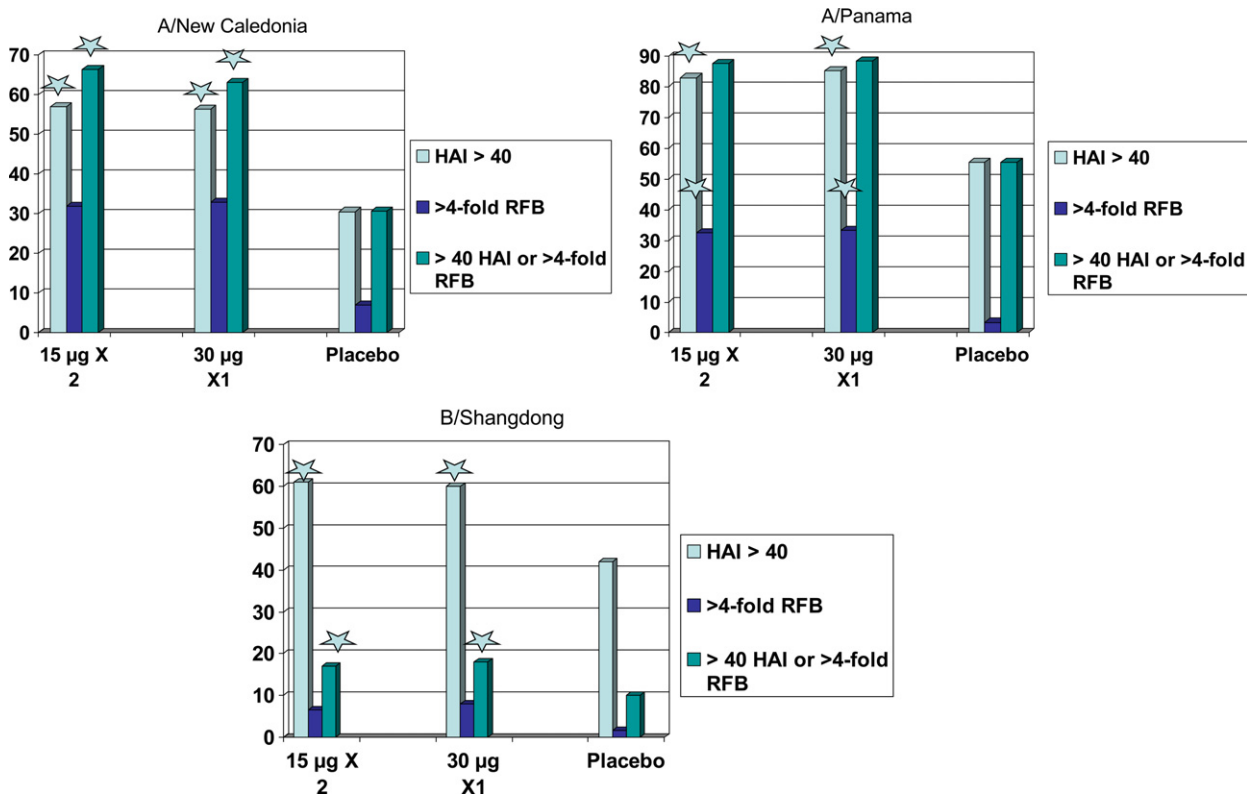 A/New Caledonia
70
60
50
40
30
20
10
0
15 µg X
2
30 µg
X1
Placebo
HAI > 40
>4-fold RFB
> 40 HAI or >4-fold
RFB
A/Panama
90
80
70
60
50
40
30
20
10
0
15 µg X
2
30 µg
X1
Placebo
HAI > 40
>4-fold RFB
> 40 HAI or >4-fold
RFB
B/Shangdong
70
60
50
40
30
20
10
0
15 µg X
2
30 µg
X1
Placebo
HAI > 40
>4-fold RFB
> 40 HAI or >4-fold
RFB